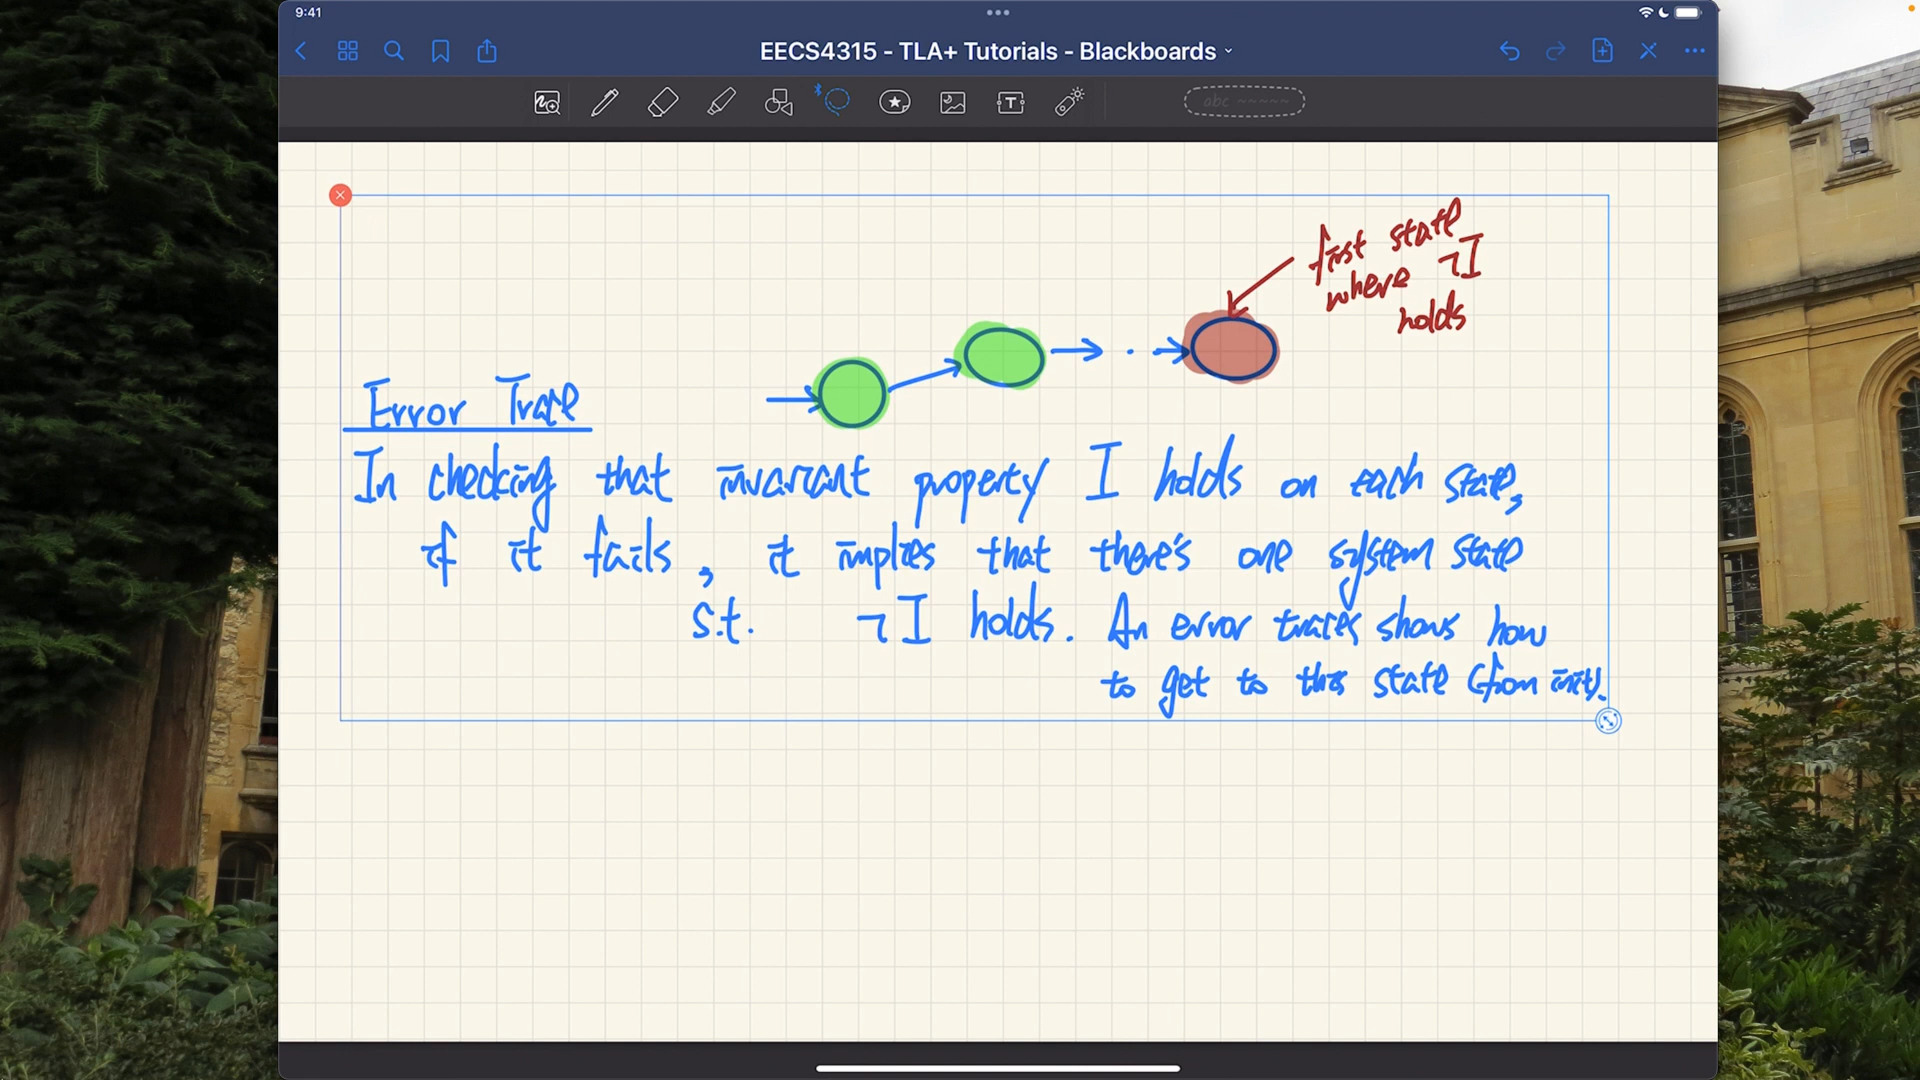 9:41
EECS4315 - TLA+ Tutorials - Blackboards
abc
T
first state
where ¬I
holds
Error Trace
In checking that invariant property I holds on each state,
if it fails, it implies that there's one system state
s.t. ¬I holds. An error traces shows how
to get to this state (from init).